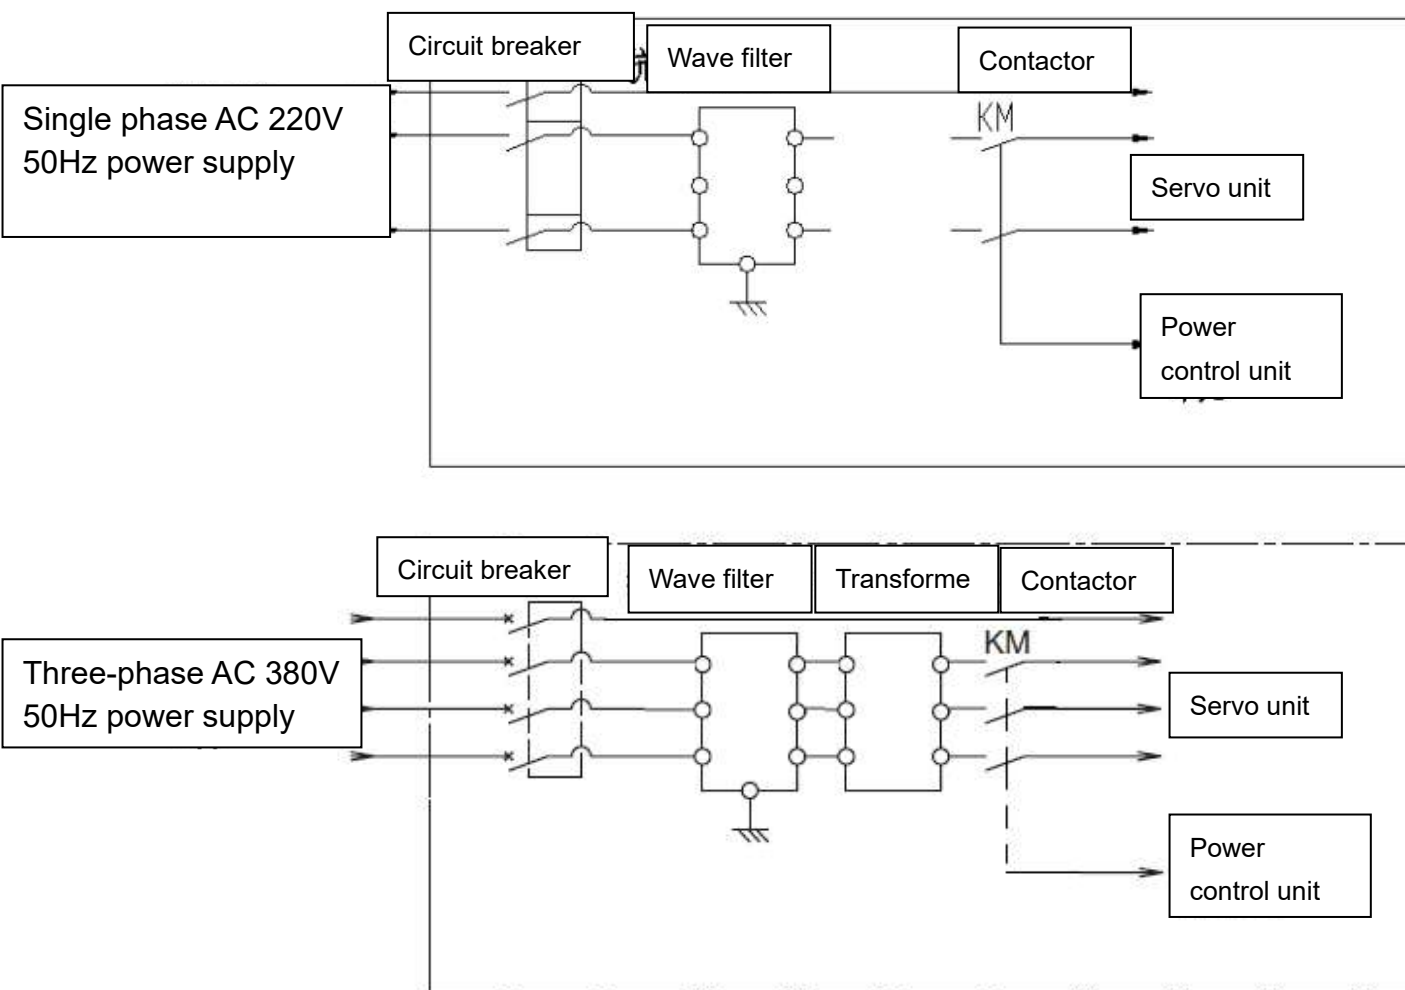 Circuit breaker
Wave filter
Contactor
Single phase AC 220V
50Hz power supply
KM
Servo unit
Power
control unit
Circuit breaker
Wave filter
Transforme
Contactor
KM
Three-phase AC 380V
50Hz power supply
Servo unit
Power
control unit